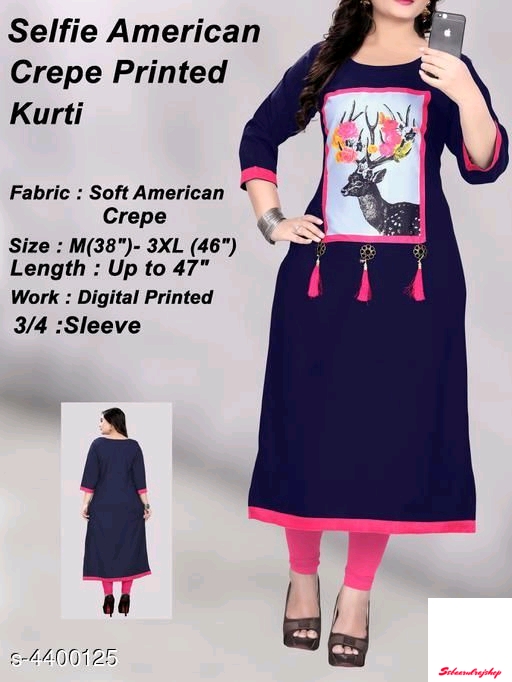 Selfie American
Crepe Printed
Kurti
Fabric : Soft American
Crepe
Size : M(38")- 3XL (46")
Length : Up to 47"
Work : Digital Printed
3/4 :Sleeve
s-4400125